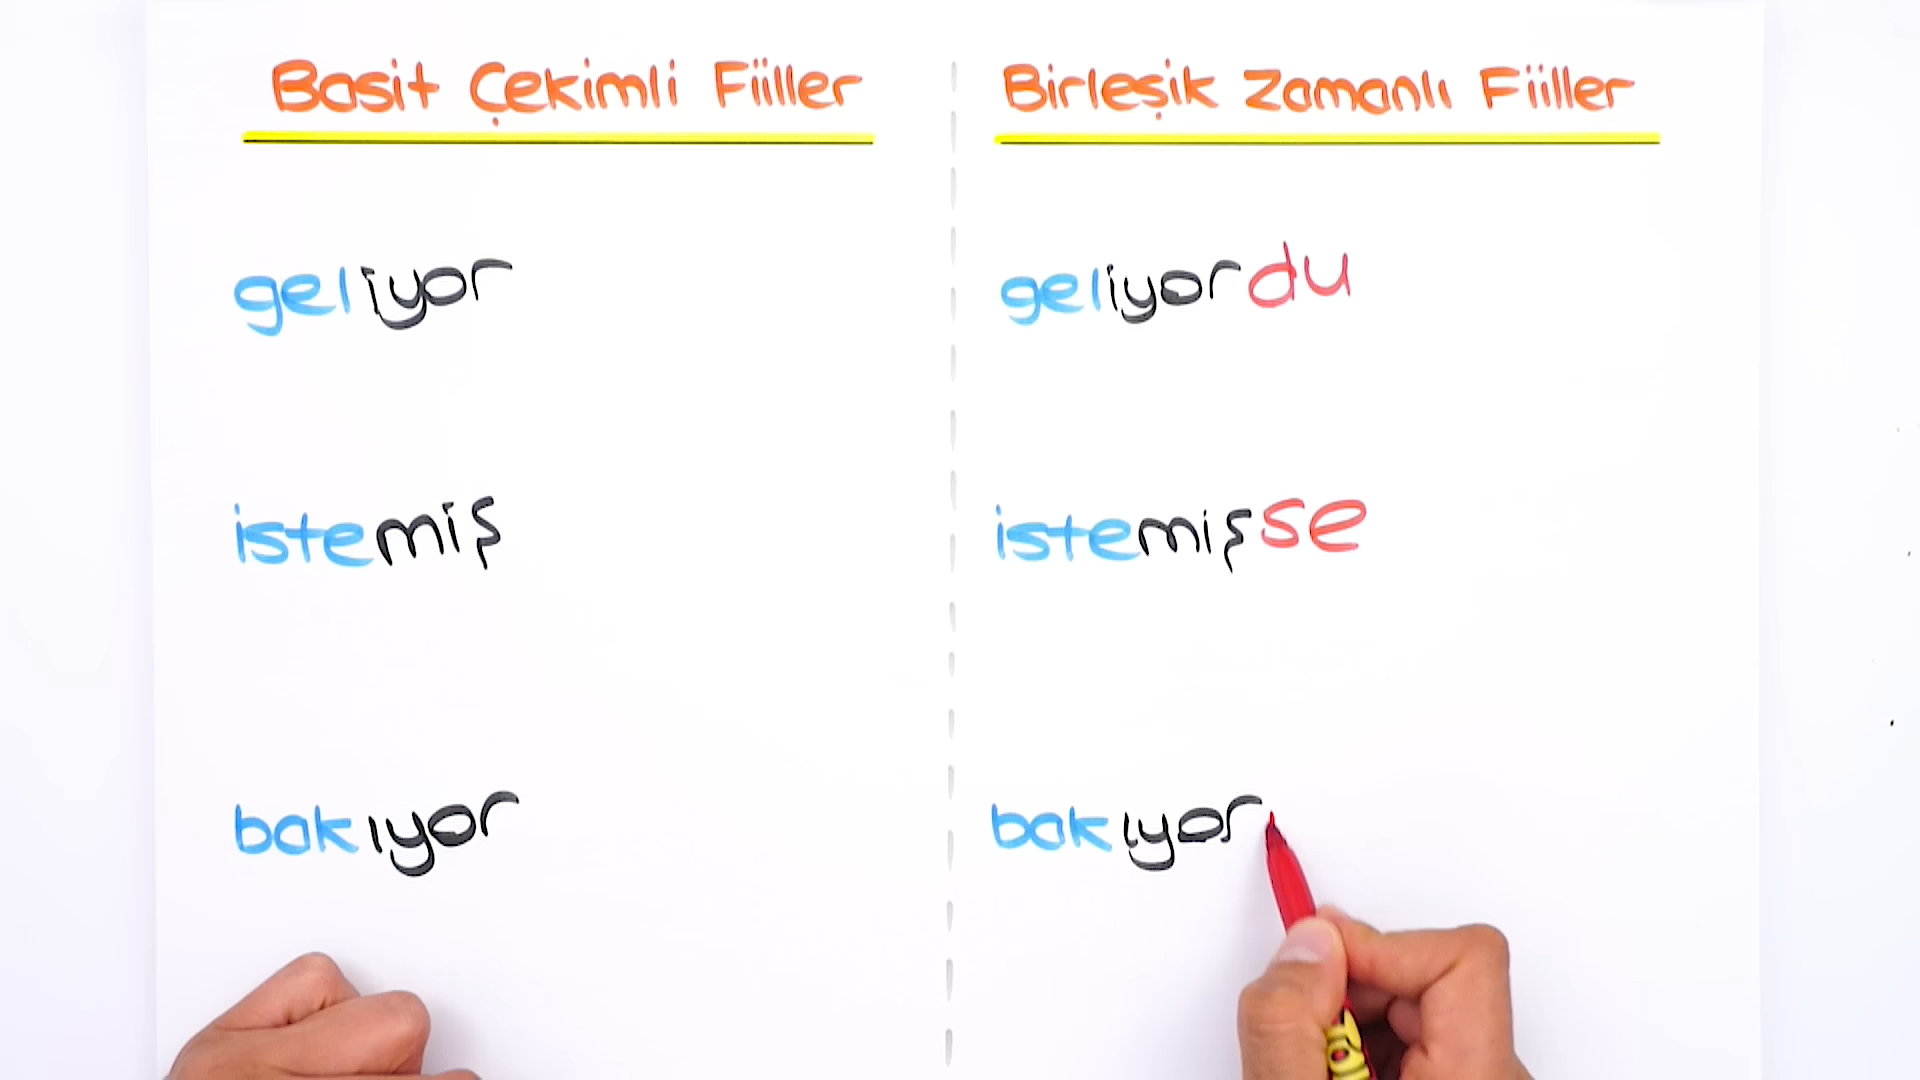 Basit Çekimli Fiiller
Birleşik Zamanlı Fiiller
geliyor
geliyordu
istemiş
istemişse
bakıyor
bakıyor